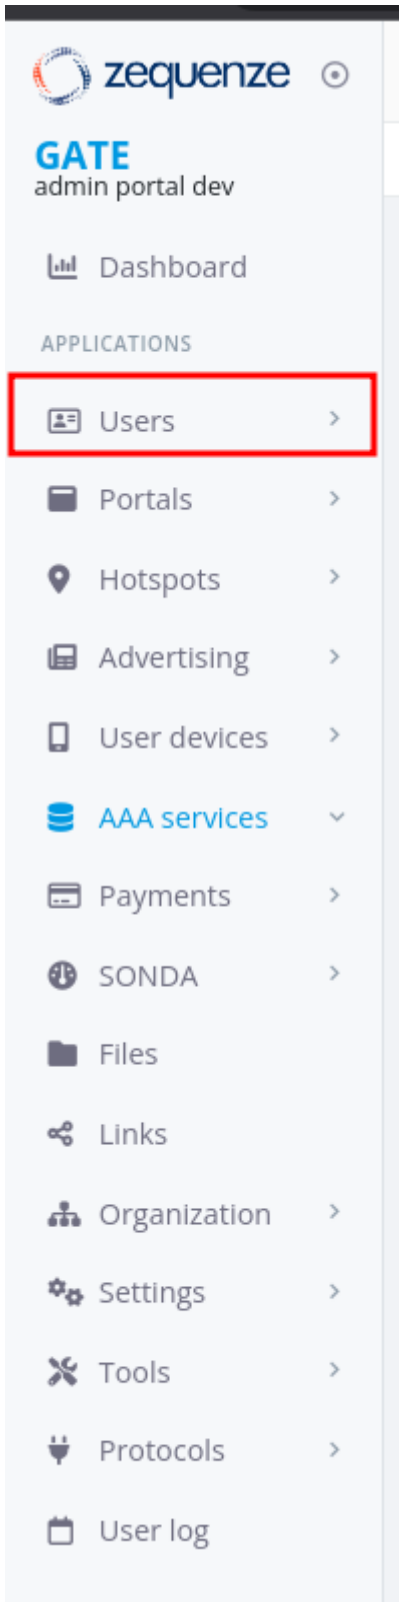 zequenze
GATE
admin portal dev
Dashboard
APPLICATIONS
Users
Portals
Hotspots
Advertising
User devices
AAA services
Payments
SONDA
Files
Links
Organization
Settings
Tools
Protocols
User log